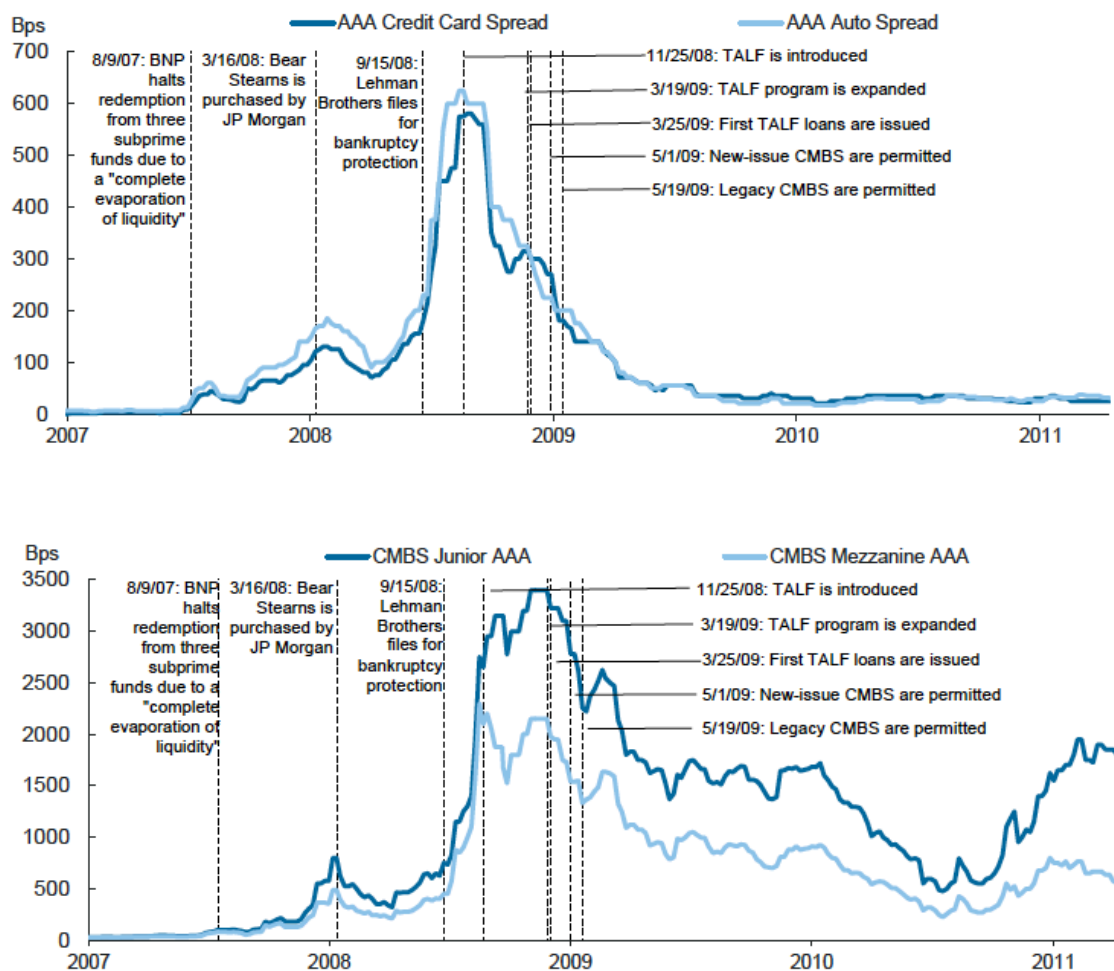 Bps
AAA Credit Card Spread
AAA Auto Spread
700
600
500
400
300
200
100
0
8/9/07: BNP
halts
redemption
from three
subprime
funds due to
a "complete
evaporation
of liquidity"
3/16/08: Bear
Stearns is
purchased by
JP Morgan
9/15/08:
Lehman
Brothers files
for
bankruptcy
protection
11/25/08: TALF is introduced
3/19/09: TALF program is expanded
3/25/09: First TALF loans are issued
5/1/09: New-issue CMBS are permitted
5/19/09: Legacy CMBS are permitted
2007
2008
2009
2010
2011
Bps
CMBS Junior AAA
CMBS Mezzanine AAA
3500
3000
2500
2000
1500
1000
500
0
8/9/07: BNP
halts
redemption
from three
subprime
funds due to a
"complete
evaporation of
liquidity"
3/16/08: Bear
Stearns is
purchased by
JP Morgan
9/15/08:
Lehman
Brothers
files for
bankruptcy
protection
11/25/08: TALF is introduced
3/19/09: TALF program is expanded
3/25/09: First TALF loans are issued
5/1/09: New-issue CMBS are permitted
5/19/09: Legacy CMBS are permitted
2007
2008
2009
2010
2011